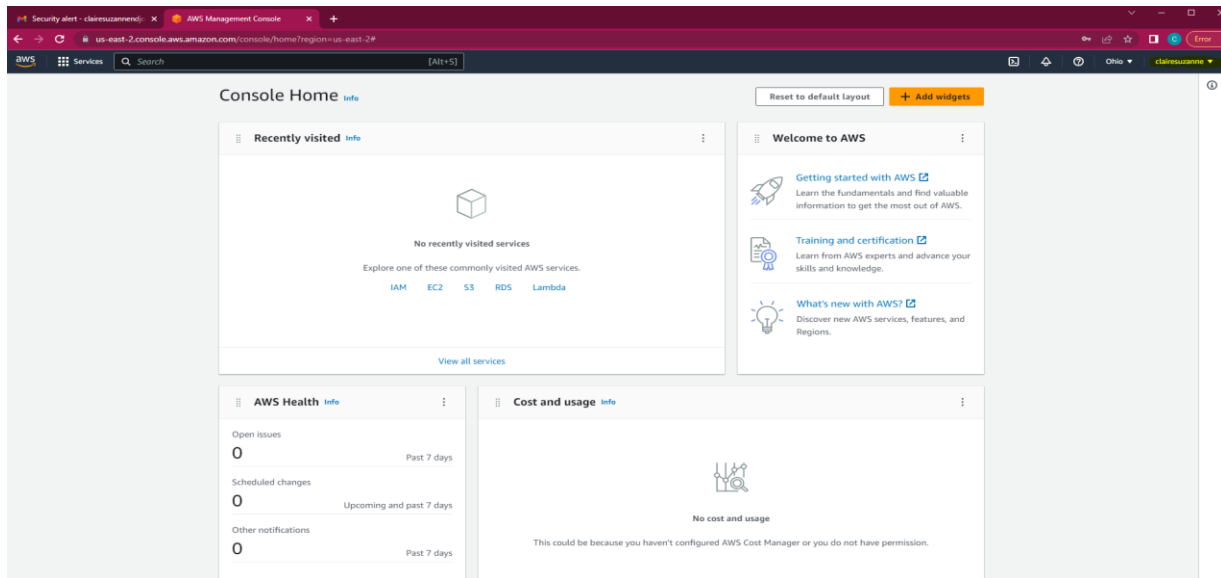 Security alert - clairesuzannendji
AWS Management Console
us-east-2.console.aws.amazon.com/console/home?region=us-east-2#
C
Error
aws
Services
Search
[Alt+S]
Ohio
clairesuzanne
Console Home Info
Reset to default layout
+ Add widgets
Recently visited Info
No recently visited services
Explore one of these commonly visited AWS services.
IAM EC2 S3 RDS Lambda
View all services
Welcome to AWS
Getting started with AWS
Learn the fundamentals and find valuable
information to get the most out of AWS.
Training and certification
Learn from AWS experts and advance your
skills and knowledge.
What's new with AWS?
Discover new AWS services, features, and
Regions.
AWS Health Info
Open issues
0
Past 7 days
Scheduled changes
0
Upcoming and past 7 days
Other notifications
0
Past 7 days
Cost and usage Info
No cost and usage
This could be because you haven't configured AWS Cost Manager or you do not have permission.